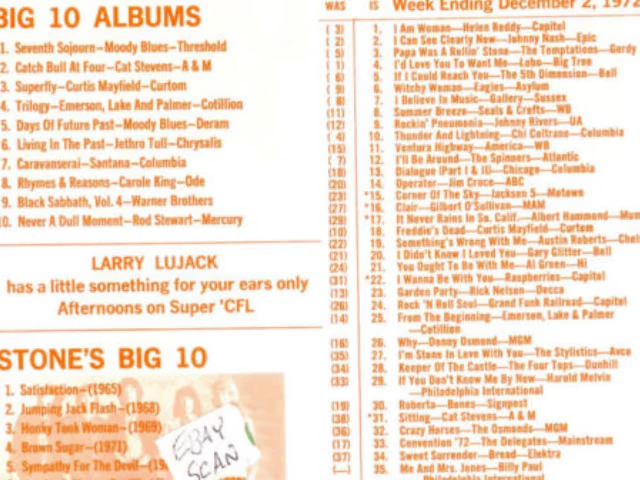 BIG 10 ALBUMS
1. Seventh Sojourn—Moody Blues—Threshold
2. Catch Bull At Four—Cat Stevens—A & M
3. Superfly—Curtis Mayfield—Curtom
4. Trilogy—Emerson, Lake And Palmer—Cotillion
5. Days Of Future Past—Moody Blues—Deram
6. Living In The Past—Jethro Tull—Chrysalis
7. Caravanserai—Santana—Columbia
8. Rhymes & Reasons—Carole King—Ode
9. Black Sabbath, Vol. 4—Warner Brothers
10. Never A Dull Moment—Rod Stewart—Mercury
LARRY LUJACK
has a little something for your ears only
Afternoons on Super 'CFL
STONE'S BIG 10
1. Satisfaction—(1965)
2. Jumping Jack Flash—(1968)
3. Honky Tonk Woman—(1969)
4. Brown Sugar—(1971)
5. Sympathy For The Devil—(19
EBAY
SCAN
WAS IS Week Ending December 2, 1972
( 3) 1. I Am Woman—Helen Reddy—Capitol
( 2) 2. I Can See Clearly Now—Johnny Nash—Epic
( 5) 3. Papa Was A Rollin' Stone—The Temptations—Gordy
( 1) 4. I'd Love You To Want Me—Lobo—Big Tree
( 6) 5. If I Could Reach You—The 5th Dimension—Bell
( 9) 6. Witchy Woman—Eagles—Asylum
( 8) 7. I Believe In Music—Gallery—Sussex
(11) 8. Summer Breeze—Seals & Crofts—WB
(12) 9. Rockin' Pneumonia—Johnny Rivers—UA
( 4) 10. Thunder And Lightning—Chi Coltrane—Columbia
(15) 11. Ventura Highway—America—WB
( 7) 12. I'll Be Around—The Spinners—Atlantic
(18) 13. Dialogue (Part I & II)—Chicago—Columbia
(20) 14. Operator—Jim Croce—ABC
(23) *15. Corner Of The Sky—Jackson 5—Motown
(27) *16. Clair—Gilbert O'Sullivan—MAM
(29) *17. It Never Rains In So. Calif.—Albert Hammond—Mums
(10) 18. Freddie's Dead—Curtis Mayfield—Curtom
(22) 19. Something's Wrong With Me—Austin Roberts—Chel
(21) 20. I Didn't Know I Loved You—Gary Glitter—Bell
(24) 21. You Ought To Be With Me—Al Green—Hi
(31) *22. I Wanna Be With You—Raspberries—Capitol
(13) 23. Garden Party—Rick Nelson—Decca
(26) 24. Rock 'N Roll Soul—Grand Funk Railroad—Capitol
(14) 25. From The Beginning—Emerson, Lake & Palmer
—Cotillion
(16) 26. Why—Donny Osmond—MGM
(35) 27. I'm Stone In Love With You—The Stylistics—Avco
(34) 28. Keeper Of The Castle—The Four Tops—Dunhill
(33) 29. If You Don't Know Me By Now—Harold Melvin
—Philadelphia International
(19) 30. Roberta—Bones—Signpost
(38) *31. Sitting—Cat Stevens—A & M
(36) 32. Crazy Horses—The Osmonds—MGM
(17) 33. Convention '72—The Delegates—Mainstream
(37) 34. Sweet Surrender—Bread—Elektra
(—) 35. Me And Mrs. Jones—Billy Paul
Philadelphia International